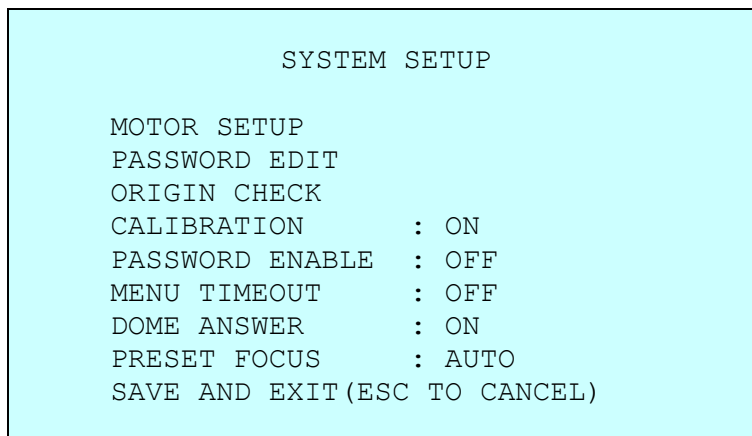 SYSTEM SETUP
MOTOR SETUP
PASSWORD EDIT
ORIGIN CHECK
CALIBRATION : ON
PASSWORD ENABLE : OFF
MENU TIMEOUT : OFF
DOME ANSWER : ON
PRESET FOCUS : AUTO
SAVE AND EXIT(ESC TO CANCEL)